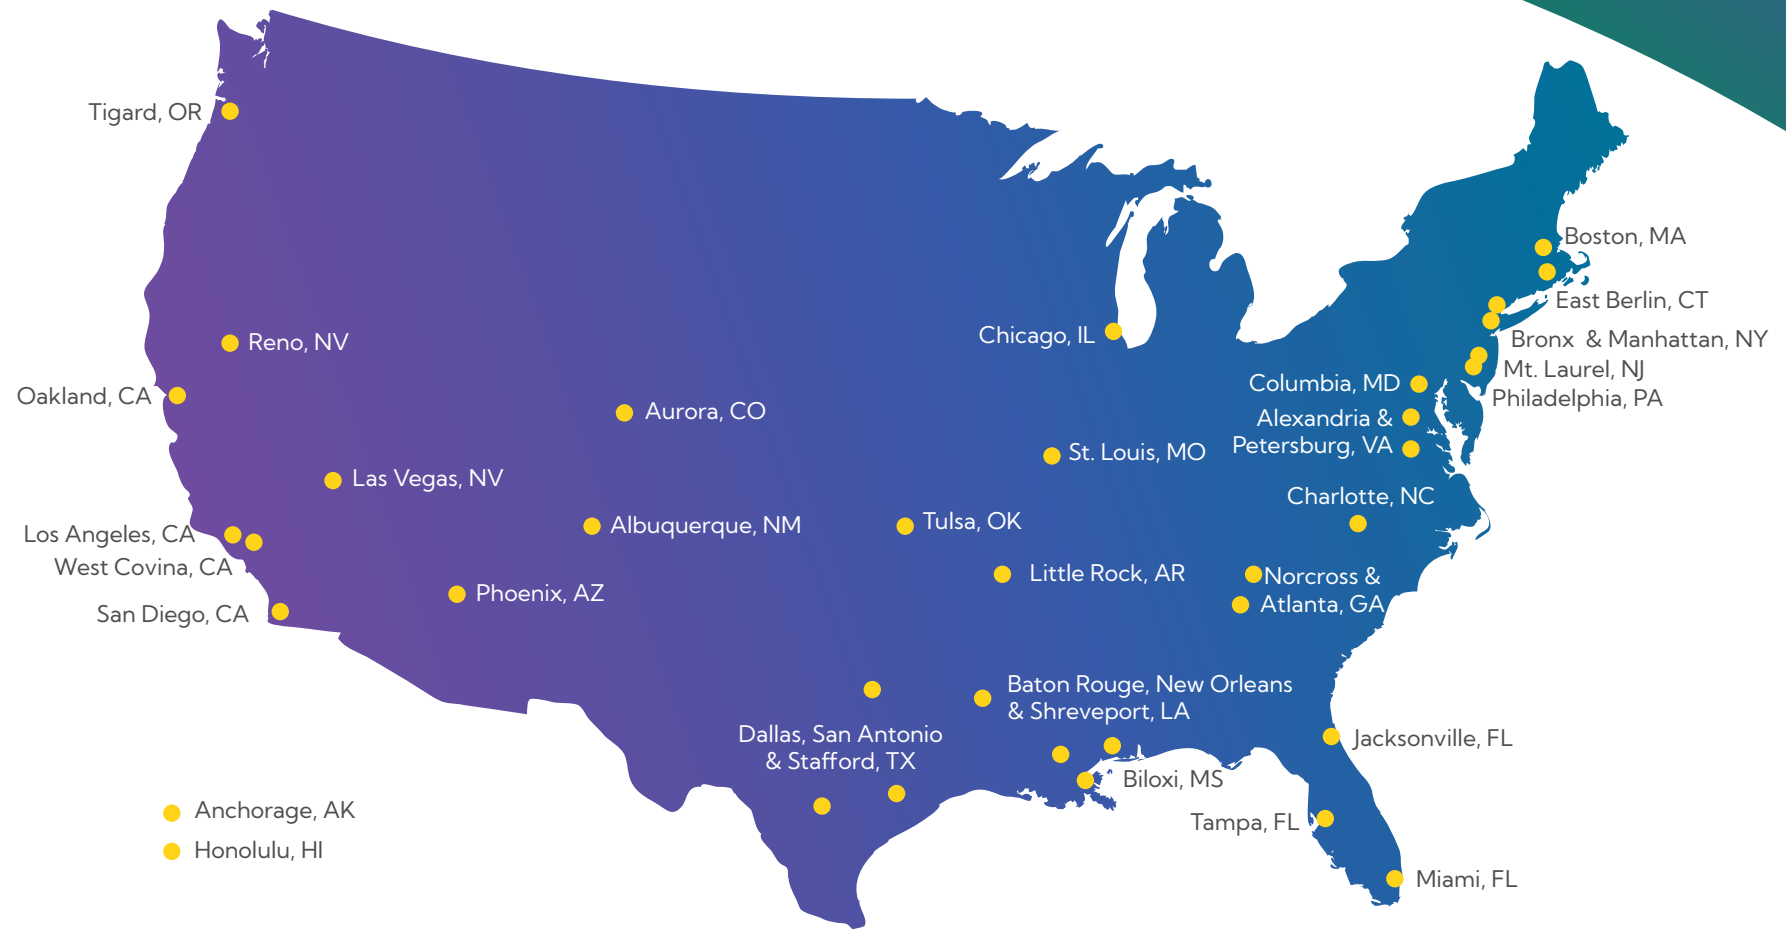 Tigard, OR
Boston, MA
East Berlin, CT
Chicago, IL
Bronx & Manhattan, NY
Reno, NV
Mt. Laurel, NJ
Columbia, MD
Oakland, CA
Philadelphia, PA
Aurora, CO
Alexandria &
Petersburg, VA
St. Louis, MO
Las Vegas, NV
Charlotte, NC
Los Angeles, CA
Albuquerque, NM
Tulsa, OK
West Covina, CA
Little Rock, AR
Norcross &
Atlanta, GA
Phoenix, AZ
San Diego, CA
Baton Rouge, New Orleans
& Shreveport, LA
Dallas, San Antonio
& Stafford, TX
Jacksonville, FL
Biloxi, MS
Anchorage, AK
Tampa, FL
Honolulu, HI
Miami, FL